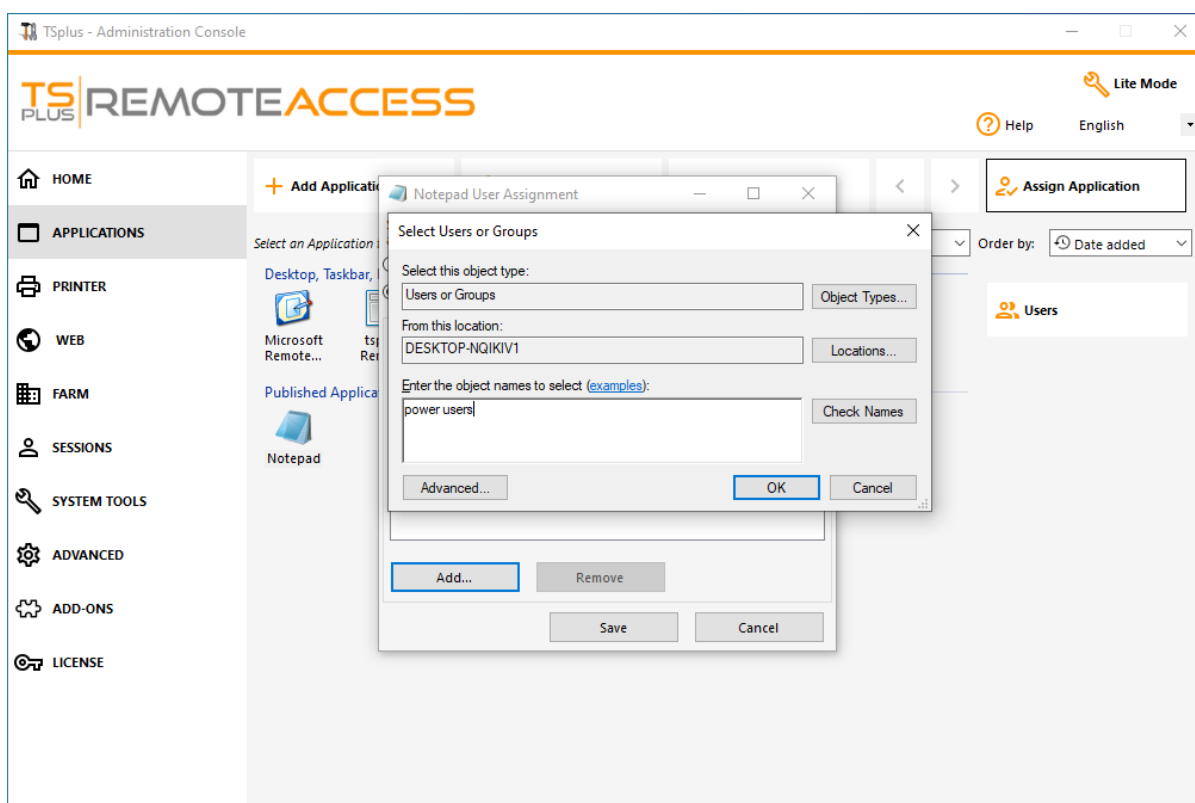 TSplus - Administration Console
TS PLUS REMOTEACCESS
Lite Mode
Help
English
HOME
APPLICATIONS
PRINTER
WEB
FARM
SESSIONS
SYSTEM TOOLS
ADVANCED
ADD-ONS
LICENSE
Add Applicati
Assign Application
Select an Application
Order by:
Date added
Desktop, Taskbar,
Microsoft
Remote...
Published Applica
Notepad
Users
Notepad User Assignment
Select Users or Groups
Select this object type:
Users or Groups
Object Types...
From this location:
DESKTOP-NQIKIV1
Locations...
Enter the object names to select (examples):
power users
Check Names
Advanced...
OK
Cancel
Add...
Remove
Save
Cancel